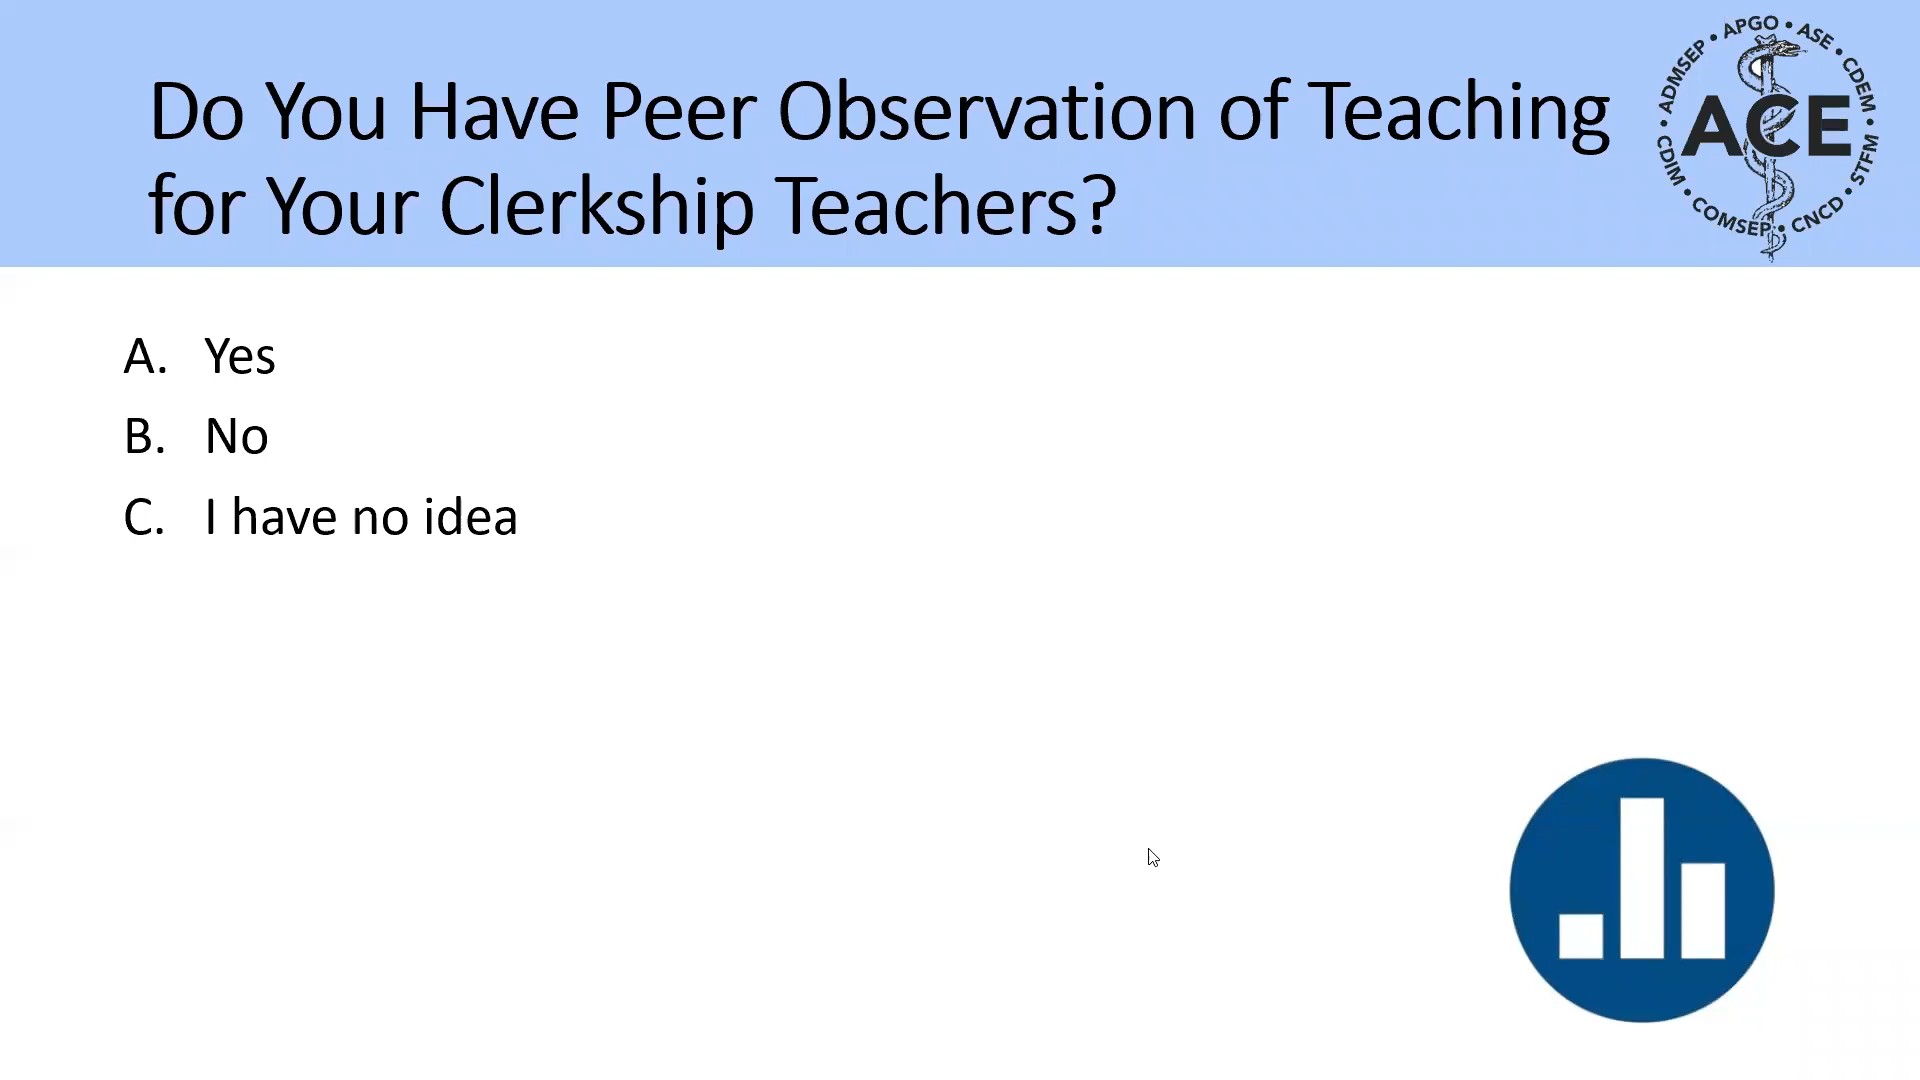 Do You Have Peer Observation of Teaching
for Your Clerkship Teachers?
ADMSEP • APGO • ASE • CDEM • STFM • CNCD • COMSEP • CDIM •
ACE
A. Yes
B. No
C. I have no idea